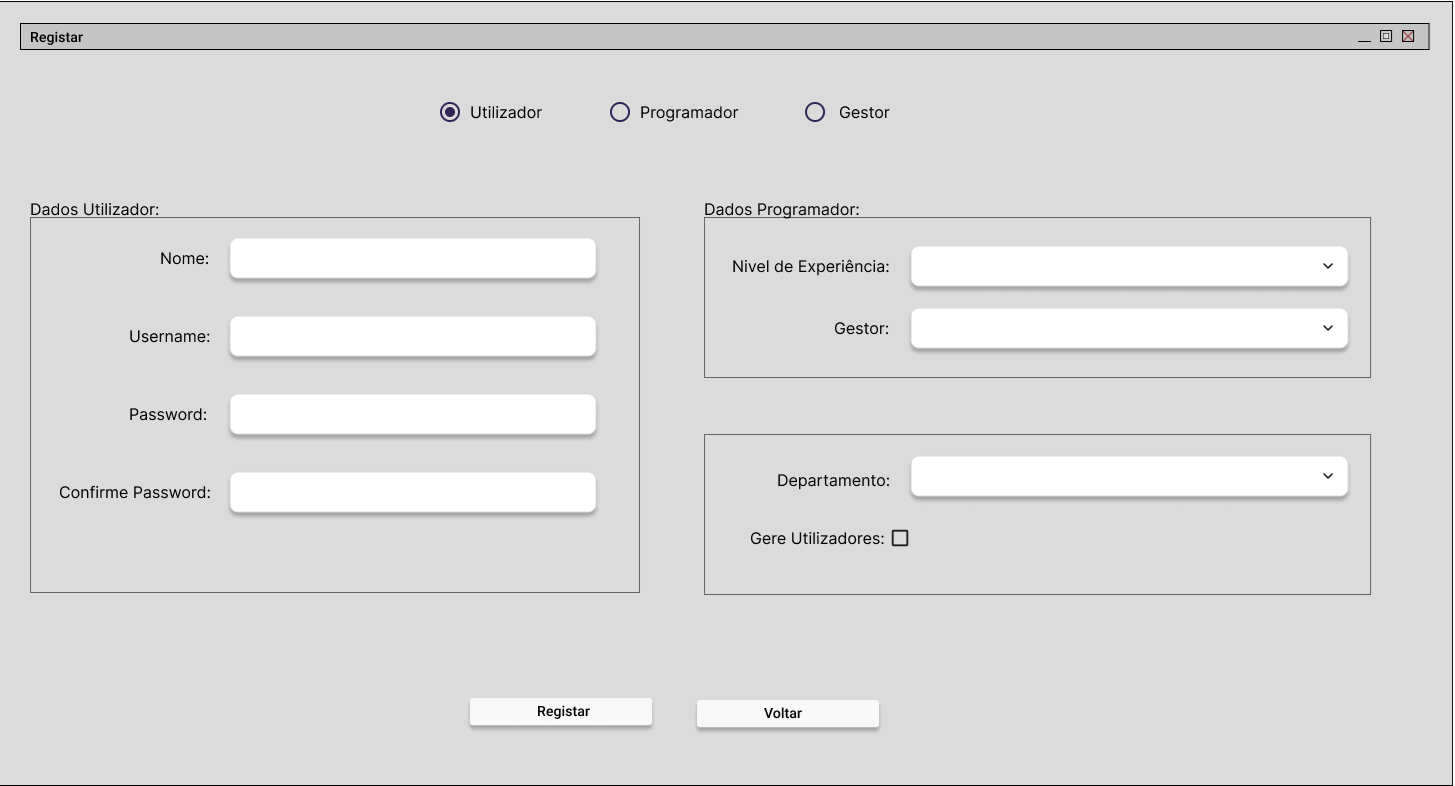 Registar
Utilizador Programador Gestor
Dados Utilizador:
Nome:
Username:
Password:
Confirme Password:
Dados Programador:
Nivel de Experiência:
Gestor:
Departamento:
Gere Utilizadores:
Registar Voltar